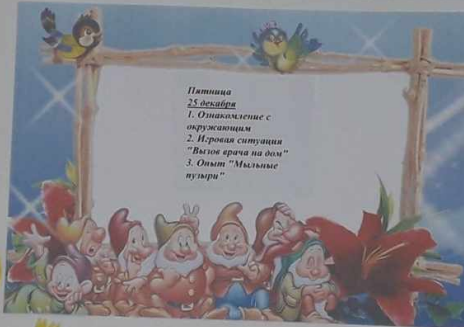 Пятница
25 декабря
1. Ознакомление с
окружающим
2. Игровая ситуация
"Вызов врача на дом"
3. Опыт "Мыльные
пузыри"